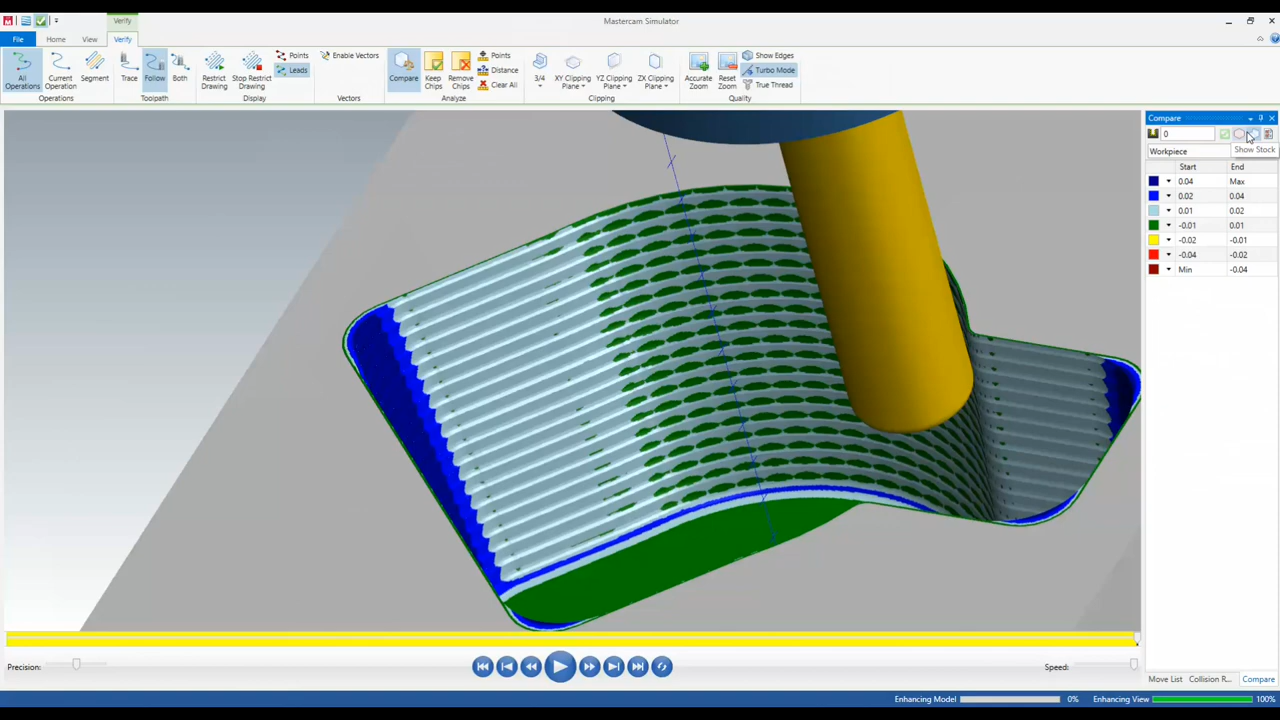 Verify
Mastercam Simulator
File
Home
View
Verify
All Operations
Current Operation
Segment
Operations
Trace
Follow
Both
Toolpath
Restrict Drawing
Stop Restrict Drawing
Points
Leads
Display
Enable Vectors
Vectors
Compare
Keep Chips
Remove Chips
Points
Distance
Clear All
Analyze
3/4
XY Clipping Plane
YZ Clipping Plane
ZX Clipping Plane
Clipping
Accurate Zoom
Reset Zoom
Show Edges
Turbo Mode
True Thread
Quality
Compare
0
Workpiece
Show Stock
Start End
0.04 Max
0.02 0.04
0.01 0.02
-0.01 0.01
-0.02 -0.01
-0.04 -0.02
Min -0.04
Precision:
Speed:
Move List
Collision R...
Compare
Enhancing Model 0% Enhancing View 100%